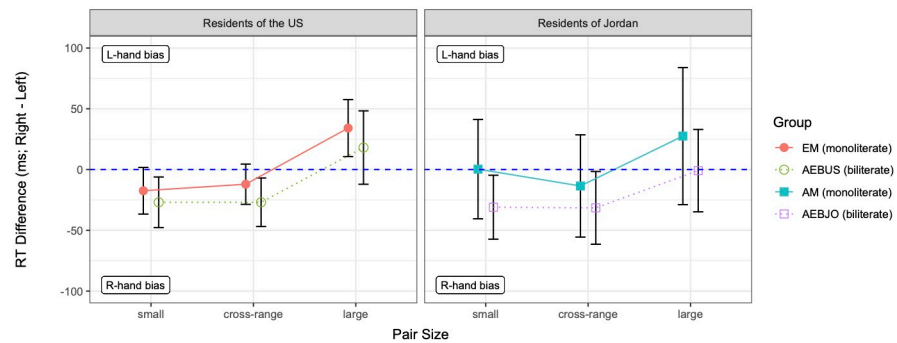 Residents of the US
Residents of Jordan
RT Difference (ms; Right - Left)
100
50
0
-50
-100
L-hand bias
R-hand bias
L-hand bias
R-hand bias
small
cross-range
large
small
cross-range
large
Pair Size
Group
EM (monoliterate)
AEBUS (biliterate)
AM (monoliterate)
AEBJO (biliterate)